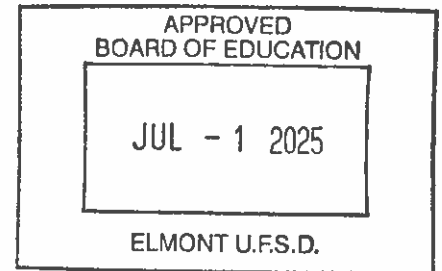 APPROVED
BOARD OF EDUCATION
JUL - 1 2025
ELMONT U.F.S.D.